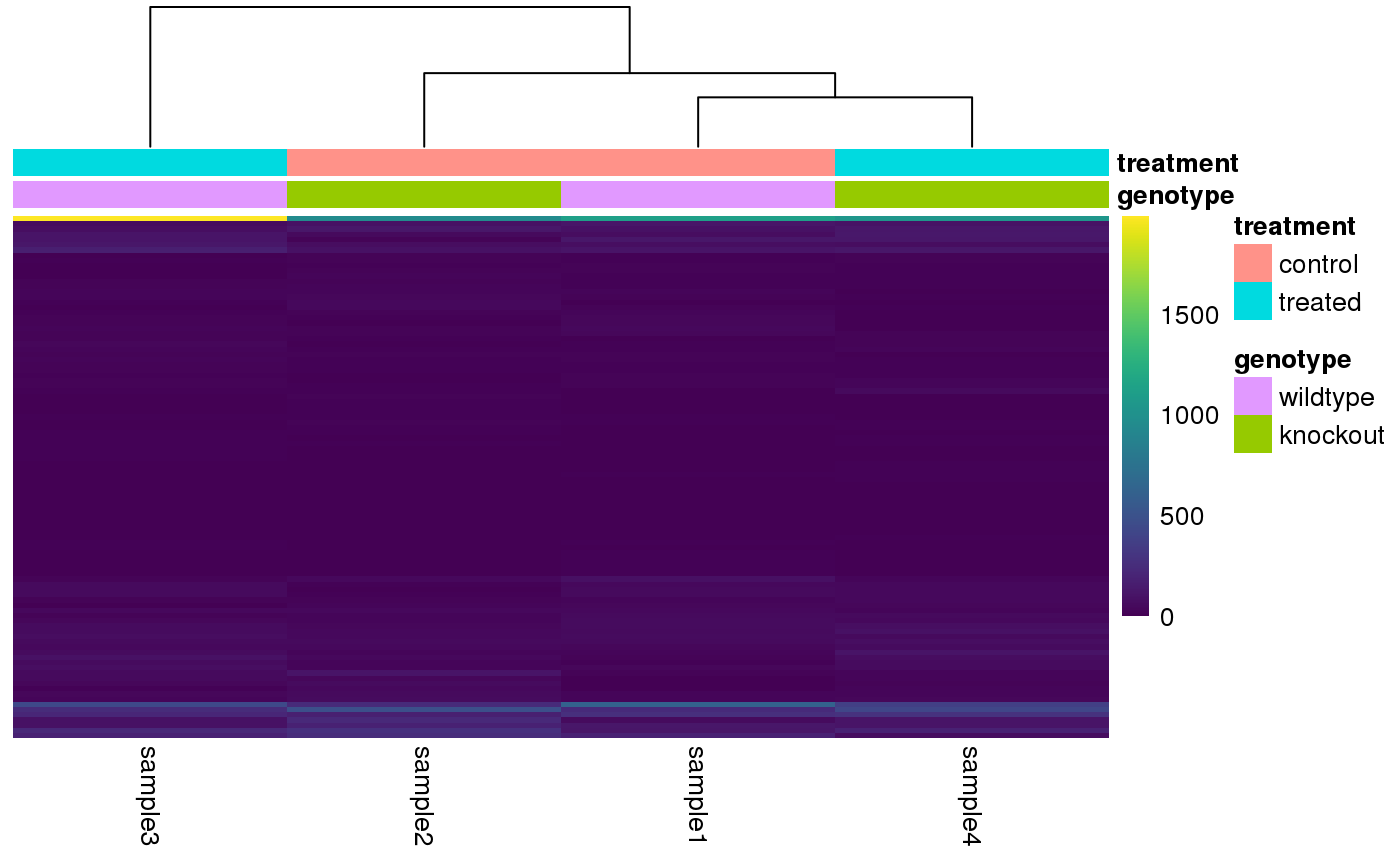 treatment
genotype
treatment
control
treated
genotype
wildtype
knockout
1500
1000
500
0
sample3
sample2
sample1
sample4